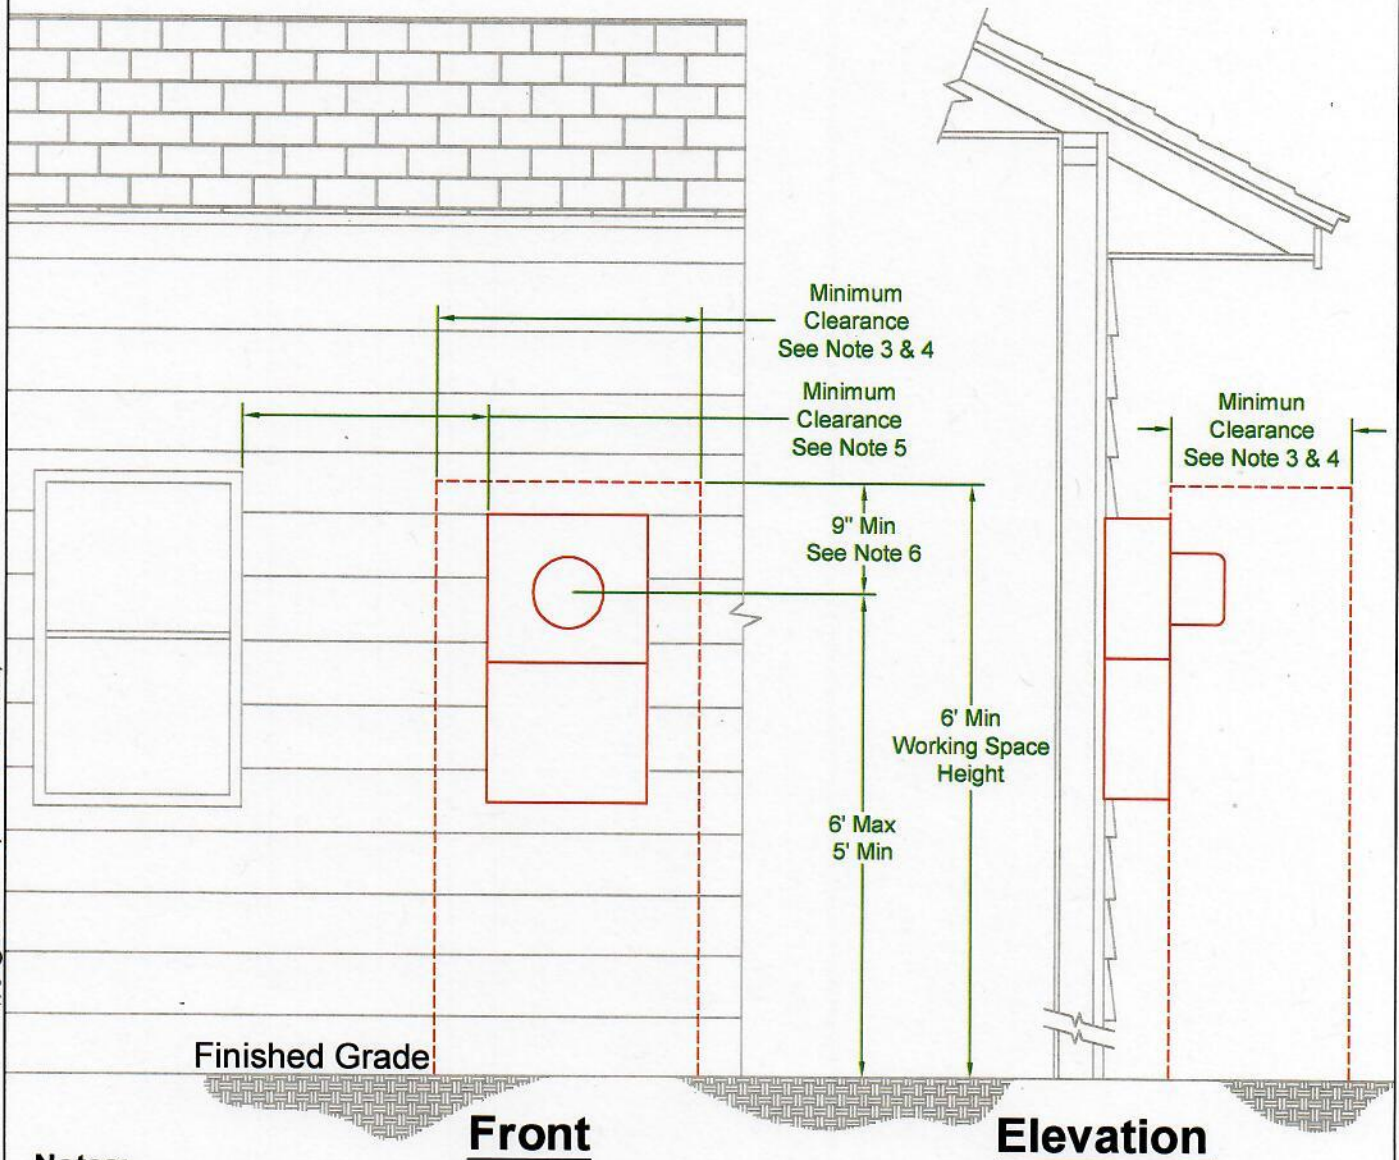 Minimum
Clearance
See Note 3 & 4
Minimum
Clearance
See Note 5
Minimun
Clearance
See Note 3 & 4
9" Min
See Note 6
6' Min
Working Space
Height
6' Max
5' Min
Finished Grade
Front
Elevation
Notes: